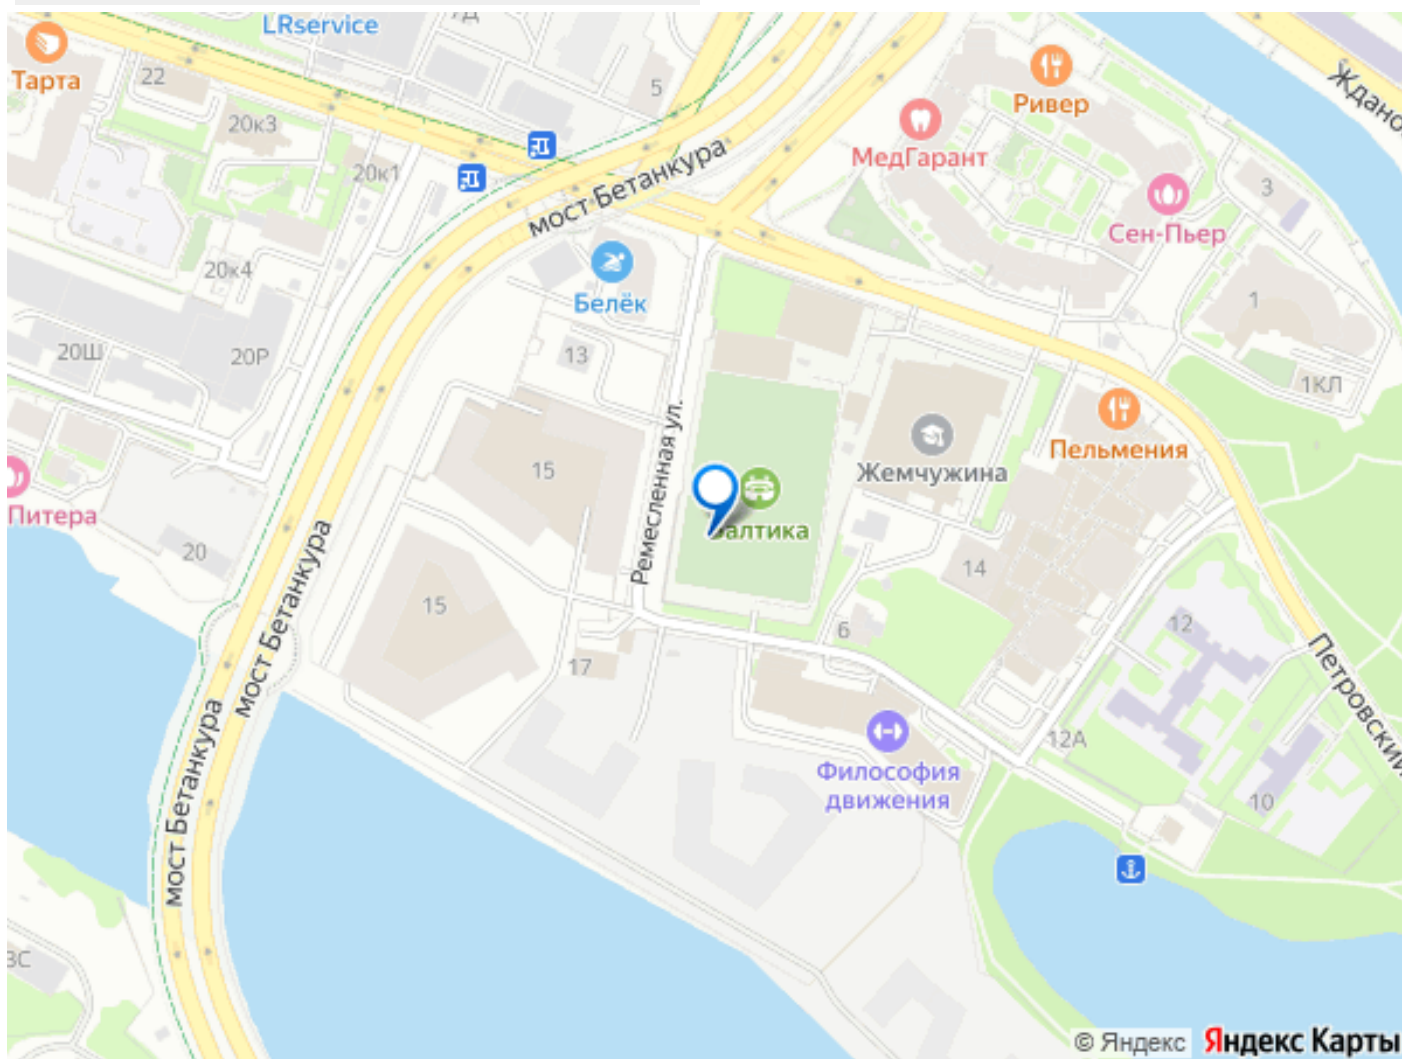 LRservice
7Д
Тарта
22
5
20к3
20к1
мост Бетанкура
Ривер
МедГарант
Ждано
3
Сен-Пьер
20к4
Белёк
1
20Ш
20Р
13
1КЛ
Ремесленная ул.
Пельмения
15
Жемчужина
Питера
20
Балтика
мост Бетанкура
14
15
6
12
17
Петровский
12А
мост Бетанкура
Философия
движения
10
3С
© Яндекс
Яндекс Карты